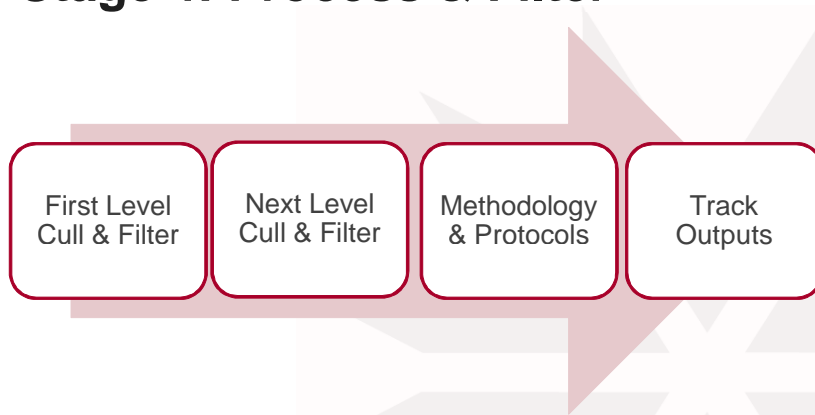 First Level
Cull & Filter
Next Level
Cull & Filter
Methodology
& Protocols
Track
Outputs